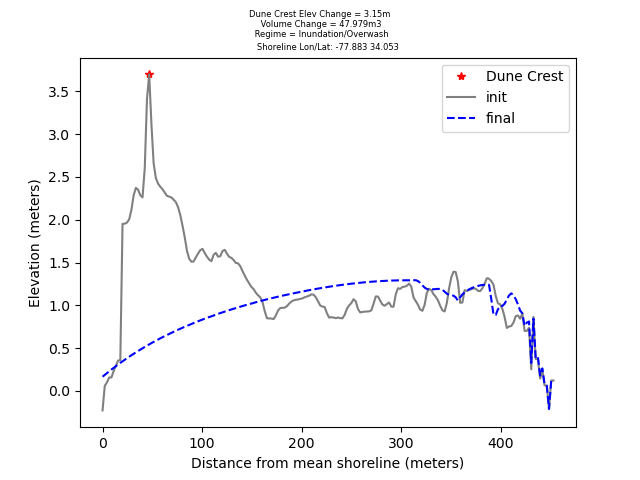 Dune Crest Elev Change = 3.15m
Volume Change = 47.979m3
Regime = Inundation/Overwash
Shoreline Lon/Lat: -77.883 34.053
Dune Crest
init
final
3.5
3.0
2.5
2.0
1.5
1.0
0.5
0.0
Elevation (meters)
0
100
200
300
400
Distance from mean shoreline (meters)